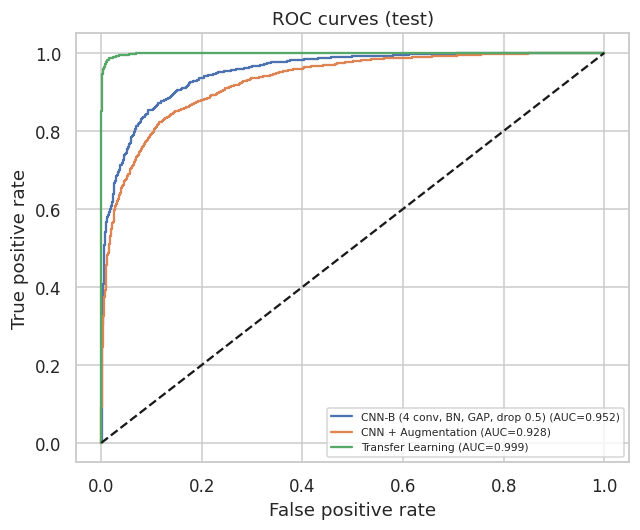 ROC curves (test)
True positive rate
1.0
0.8
0.6
0.4
0.2
0.0
CNN-B (4 conv, BN, GAP, drop 0.5) (AUC=0.952)
CNN + Augmentation (AUC=0.928)
Transfer Learning (AUC=0.999)
0.0 0.2 0.4 0.6 0.8 1.0
False positive rate